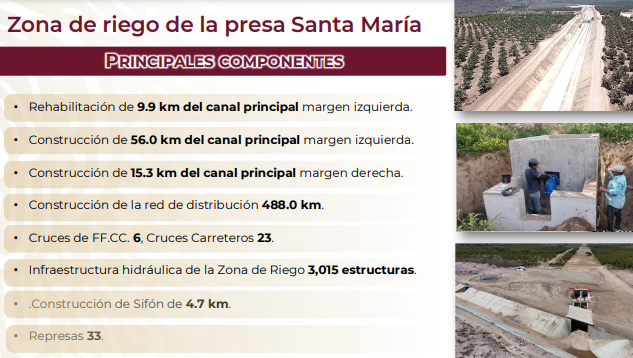 Zona de riego de la presa Santa María
PRINCIPALES COMPONENTES
• Rehabilitación de 9.9 km del canal principal margen izquierda.
• Construcción de 56.0 km del canal principal margen izquierda.
• Construcción de 15.3 km del canal principal margen derecha.
• Construcción de la red de distribución 488.0 km.
• Cruces de FF.CC. 6, Cruces Carreteros 23.
• Infraestructura hidráulica de la Zona de Riego 3,015 estructuras.
• .Construcción de Sifón de 4.7 km.
• Represas 33.